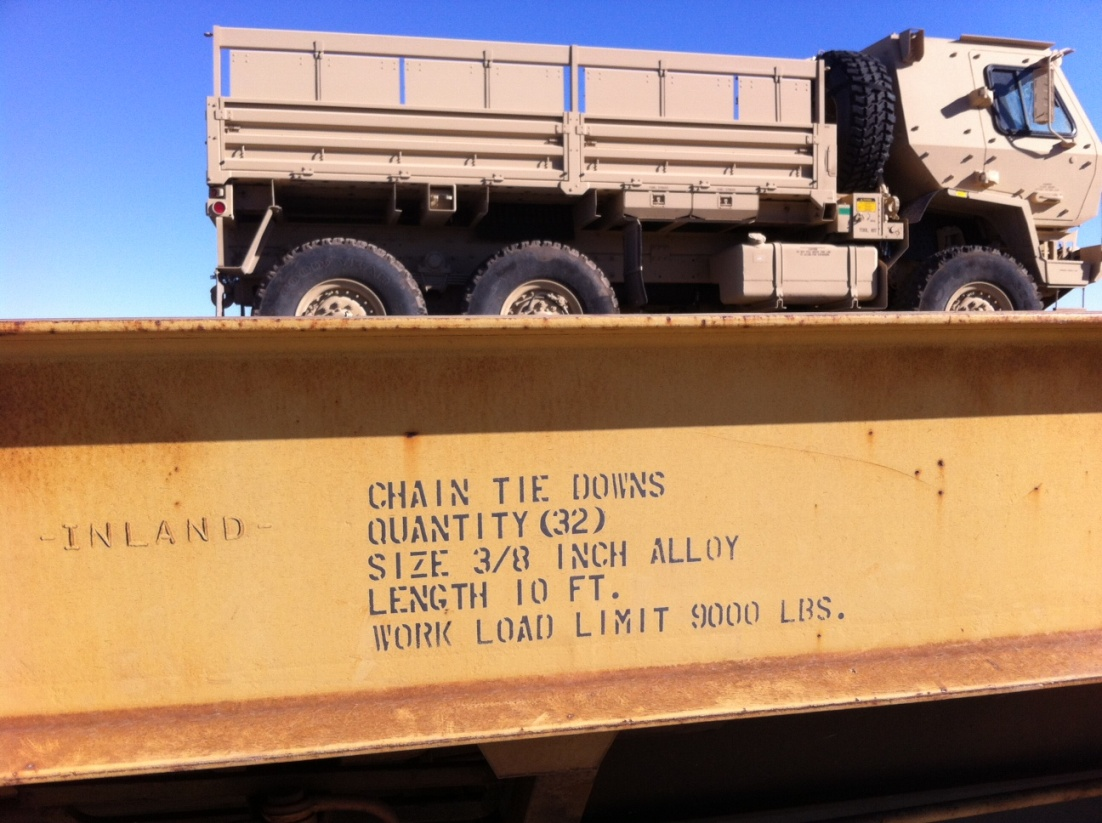 -INLAND-
CHAIN TIE DOWNS
QUANTITY (32)
SIZE 3/8 INCH ALLOY
LENGTH 10 FT.
WORK LOAD LIMIT 9000 LBS.